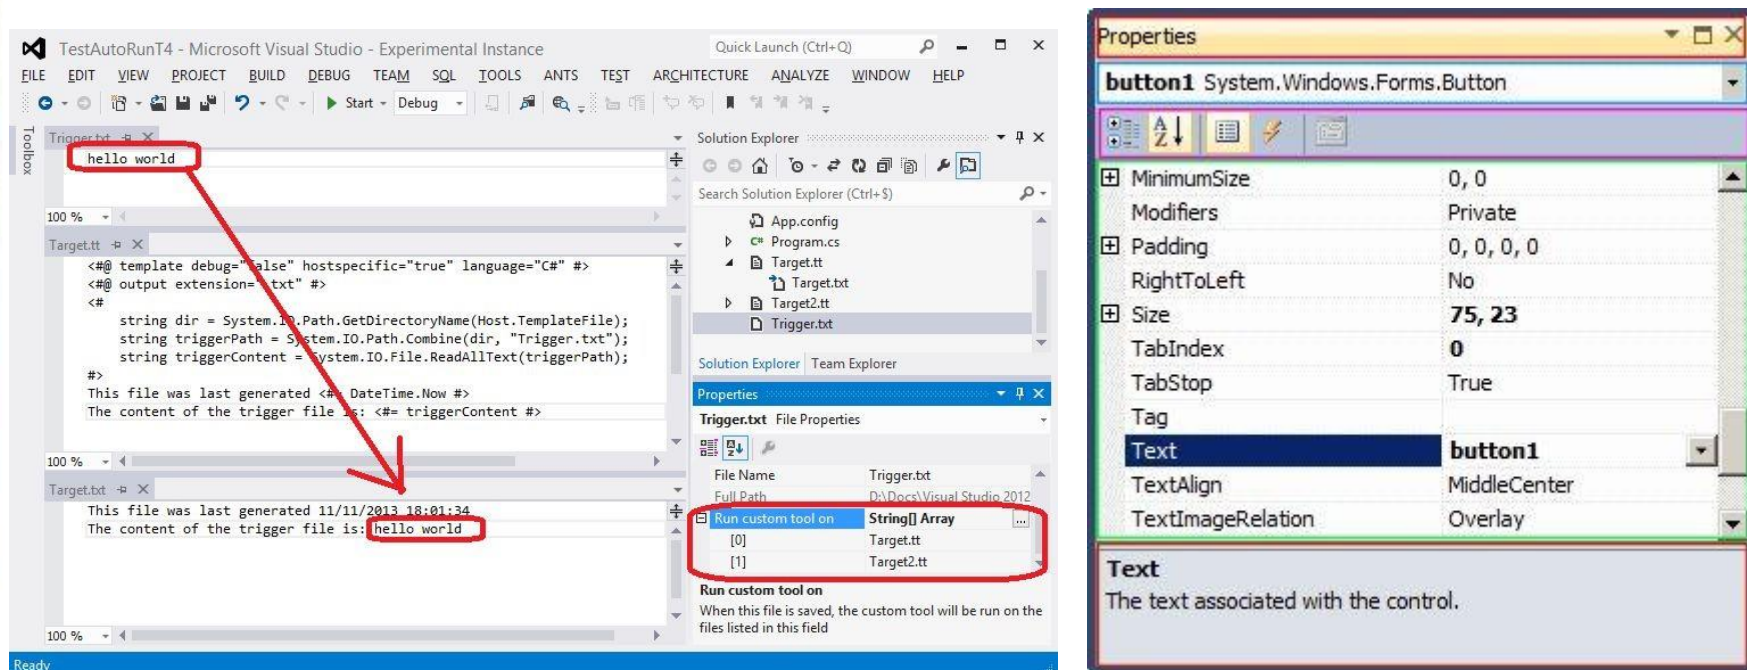 TestAutoRunT4 - Microsoft Visual Studio - Experimental Instance
Quick Launch (Ctrl+Q)
FILE EDIT VIEW PROJECT BUILD DEBUG TEAM SQL TOOLS ANTS TEST ARCHITECTURE ANALYZE WINDOW HELP
Start Debug
Toolbox
Trigger.txt
hello world
100 %
Target.tt
<#@ template debug="false" hostspecific="true" language="C#" #>
<#@ output extension=".txt" #>
<#
string dir = System.IO.Path.GetDirectoryName(Host.TemplateFile);
string triggerPath = System.IO.Path.Combine(dir, "Trigger.txt");
string triggerContent = System.IO.File.ReadAllText(triggerPath);
#>
This file was last generated <#= DateTime.Now #>
The content of the trigger file is: <#= triggerContent #>
100 %
Target.txt
This file was last generated 11/11/2013 18:01:34
The content of the trigger file is: hello world
100 %
Ready
Solution Explorer
Search Solution Explorer (Ctrl+$)
App.config
C# Program.cs
Target.tt
Target.txt
Target2.tt
Trigger.txt
Solution Explorer Team Explorer
Properties
Trigger.txt File Properties
File Name Trigger.txt
Full Path D:\Docs\Visual Studio 2012
Run custom tool on String[] Array ...
[0] Target.tt
[1] Target2.tt
Run custom tool on
When this file is saved, the custom tool will be run on the
files listed in this field
Properties
button1 System.Windows.Forms.Button
MinimumSize 0, 0
Modifiers Private
Padding 0, 0, 0, 0
RightToLeft No
Size 75, 23
TabIndex 0
TabStop True
Tag
Text button1
TextAlign MiddleCenter
TextImageRelation Overlay
Text
The text associated with the control.